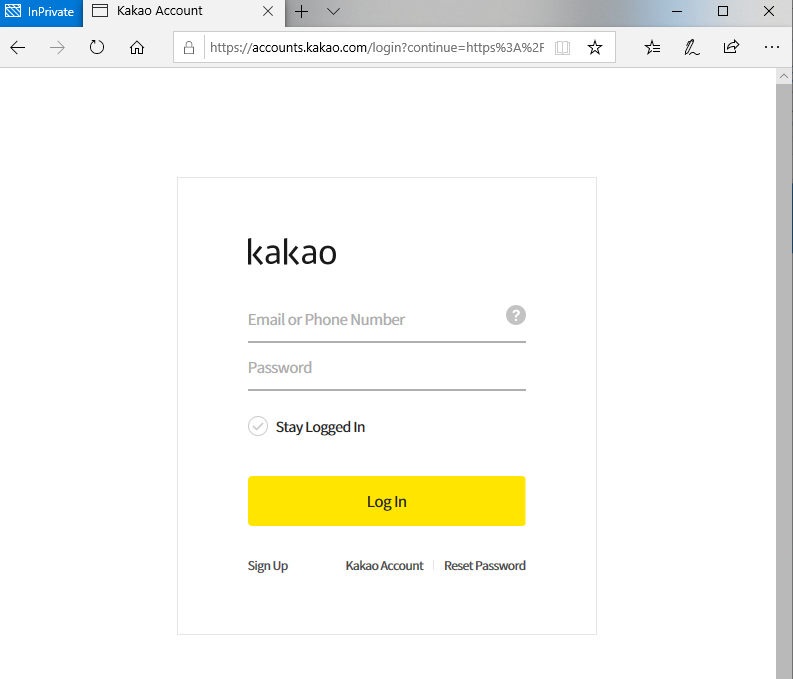 InPrivate
Kakao Account
https://accounts.kakao.com/login?continue=https%3A%2F
kakao
Email or Phone Number
?
Password
Stay Logged In
Log In
Sign Up
Kakao Account
Reset Password